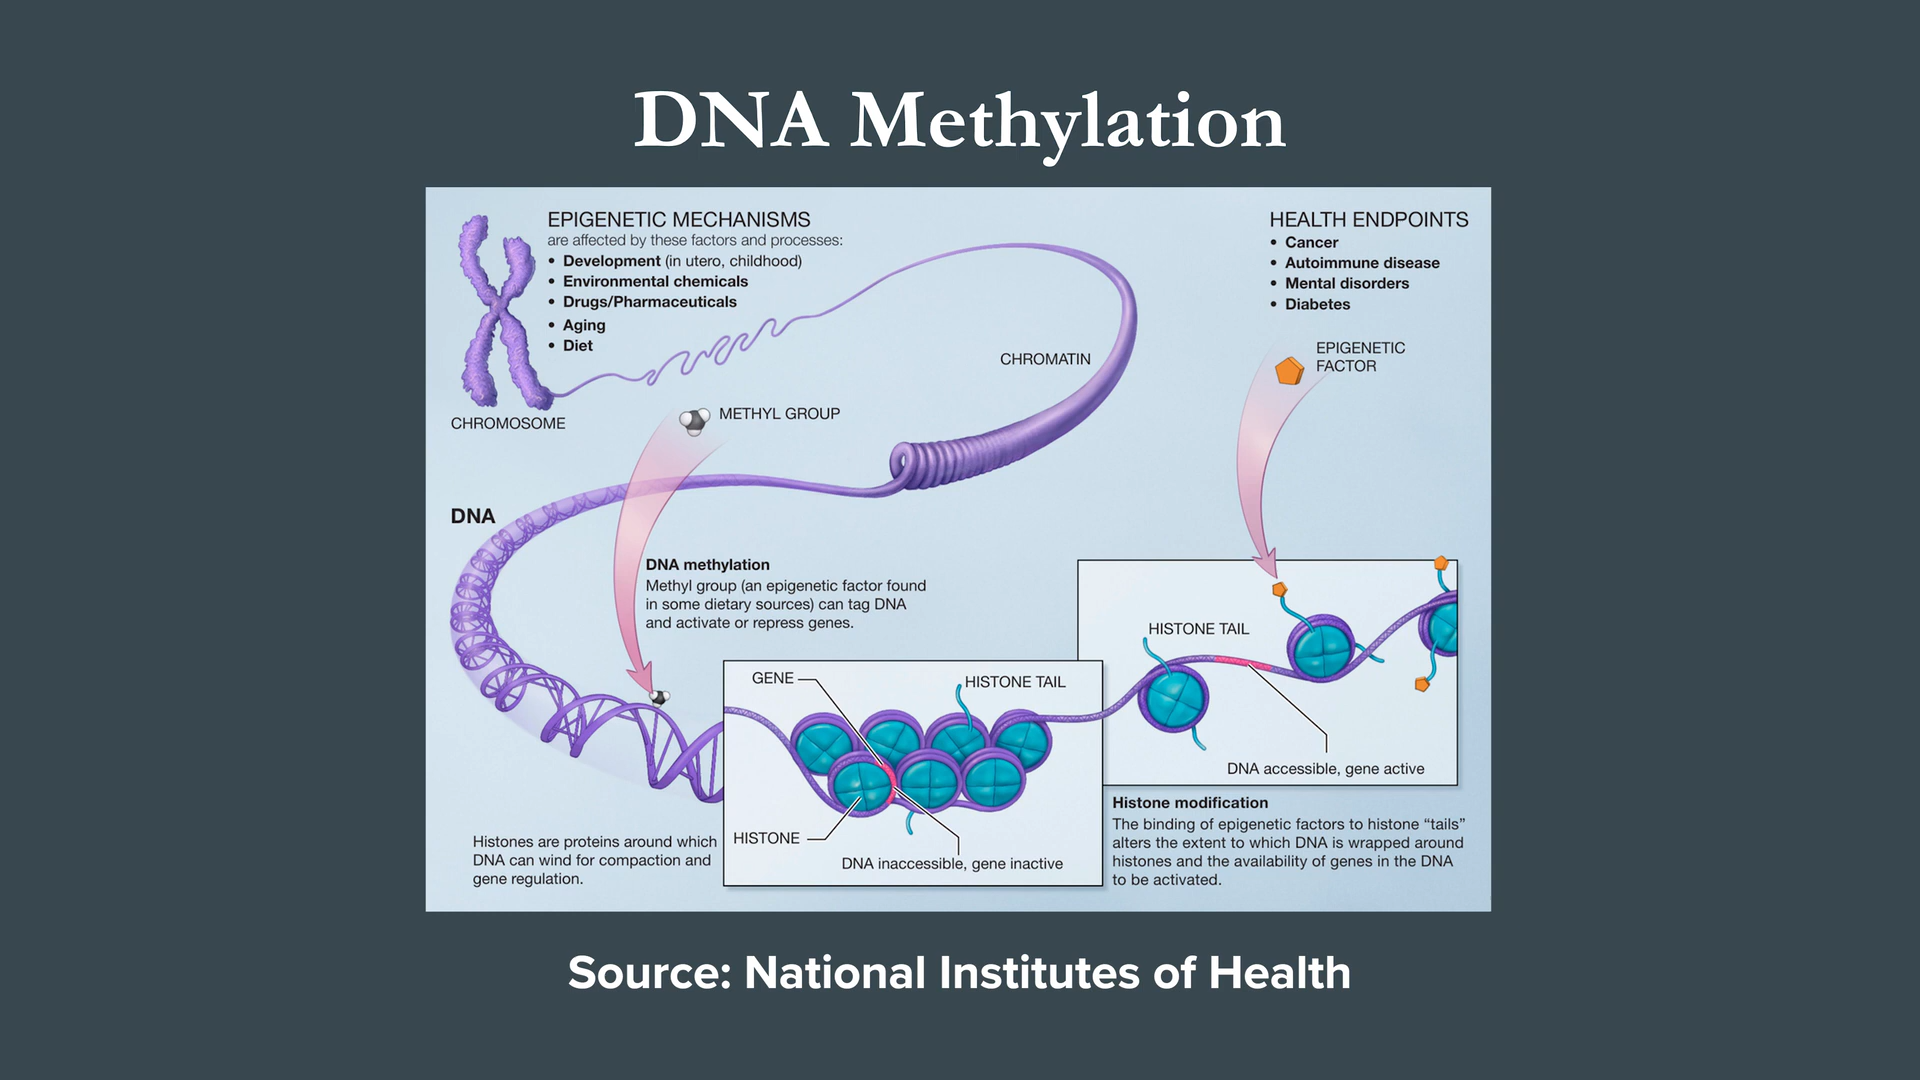 DNA Methylation
EPIGENETIC MECHANISMS
are affected by these factors and processes:
• Development (in utero, childhood)
• Environmental chemicals
• Drugs/Pharmaceuticals
• Aging
• Diet
HEALTH ENDPOINTS
• Cancer
• Autoimmune disease
• Mental disorders
• Diabetes
EPIGENETIC
FACTOR
CHROMATIN
CHROMOSOME
METHYL GROUP
DNA
DNA methylation
Methyl group (an epigenetic factor found
in some dietary sources) can tag DNA
and activate or repress genes.
HISTONE TAIL
DNA accessible, gene active
GENE
HISTONE TAIL
HISTONE
DNA inaccessible, gene inactive
Histones are proteins around which
DNA can wind for compaction and
gene regulation.
Histone modification
The binding of epigenetic factors to histone “tails”
alters the extent to which DNA is wrapped around
histones and the availability of genes in the DNA
to be activated.
Source: National Institutes of Health